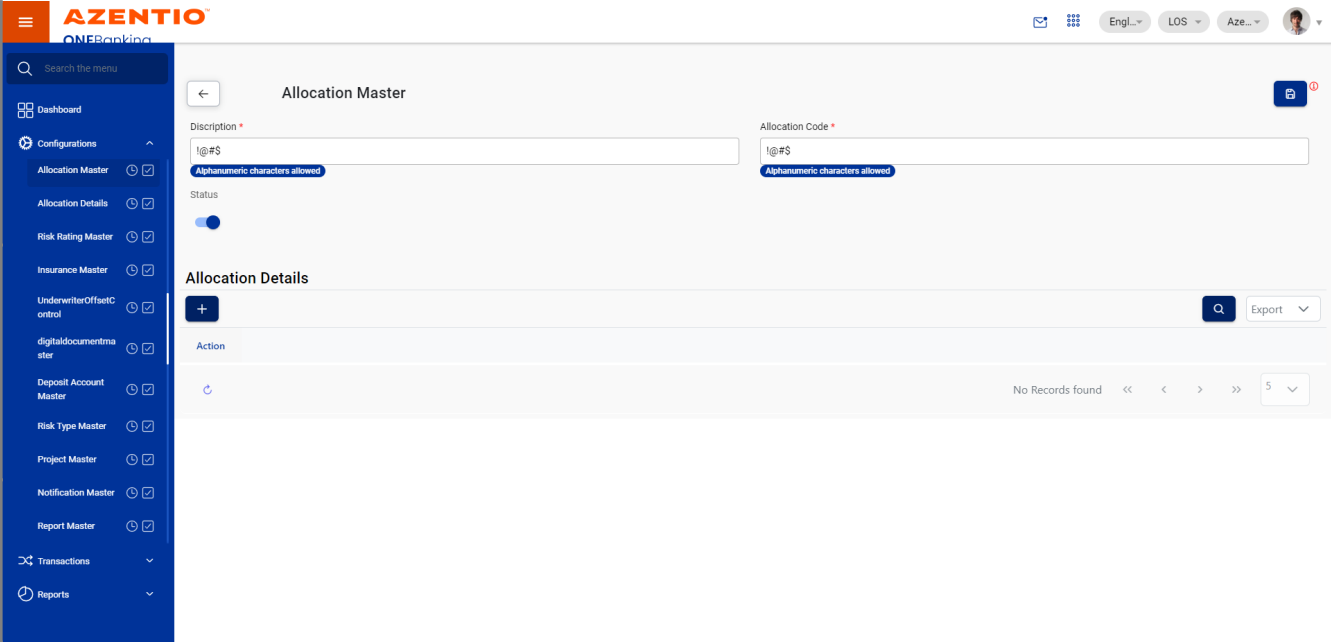 AZENTIO™
ONEBanking
Engl...
LOS
Aze...
Search the menu
Dashboard
Configurations
Allocation Master
Allocation Details
Risk Rating Master
Insurance Master
UnderwriterOffsetC
ontrol
digitaldocumentma
ster
Deposit Account
Master
Risk Type Master
Project Master
Notification Master
Report Master
Transactions
Reports
Allocation Master
Discription *
!@#$
Alphanumeric characters allowed
Allocation Code *
!@#$
Alphanumeric characters allowed
Status
Allocation Details
+
Export
Action
No Records found
5